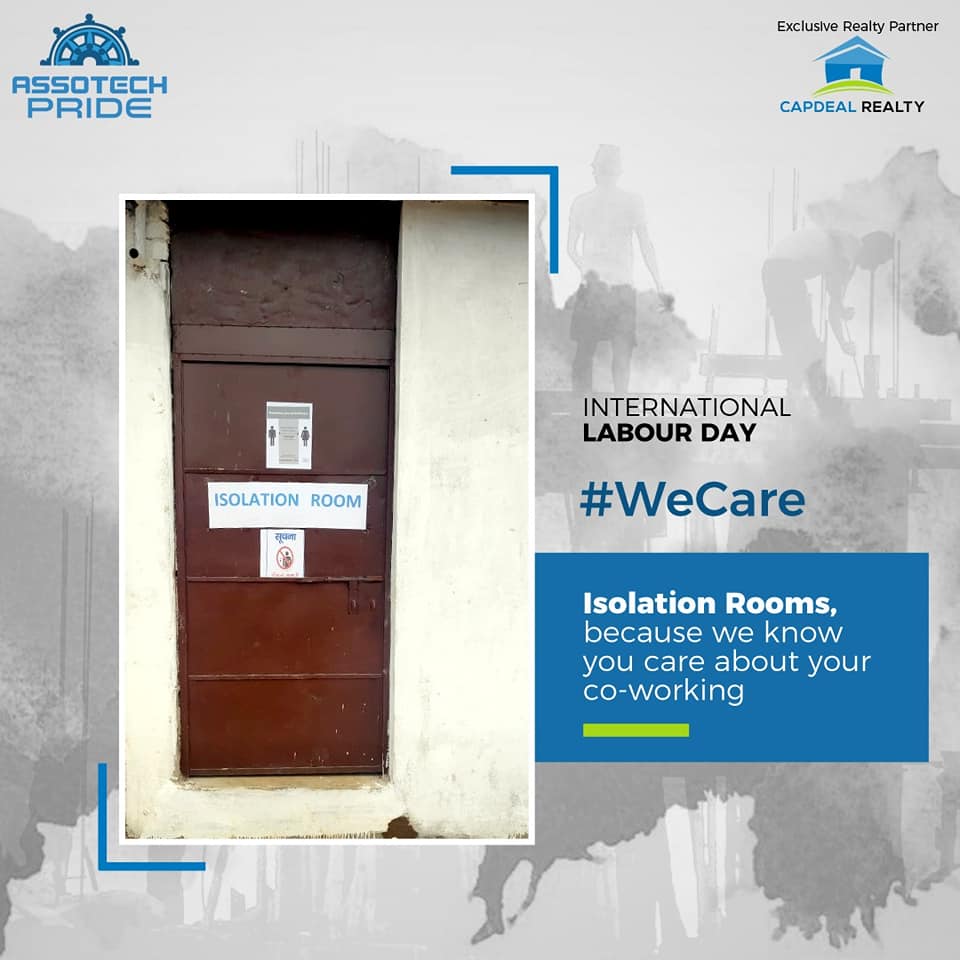 ASSOTECH
PRIDE
Exclusive Realty Partner
CAPDEAL REALTY
ISOLATION ROOM
सूचना
INTERNATIONAL
LABOUR DAY
#WeCare
Isolation Rooms,
because we know
you care about your
co-working